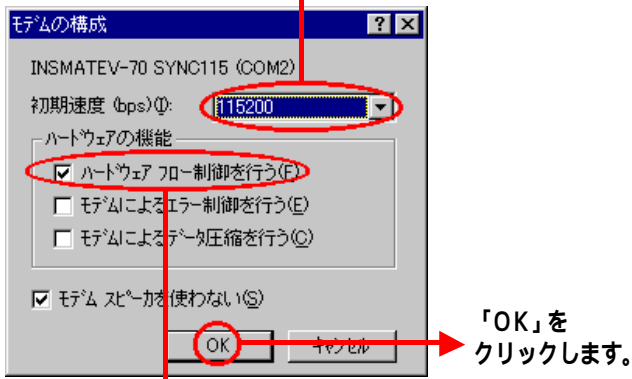 モデムの構成
INSMATEV-70 SYNC115 (COM2)
初期速度 (bps)(I):
115200
ハードウェアの機能
ハードウェア フロー制御を行う(F)
モデムによるエラー制御を行う(E)
モデムによるデータ圧縮を行う(C)
モデム スピーカを使わない(S)
OK
キャンセル
「OK」を
クリックします。